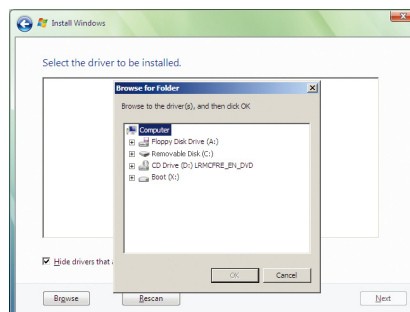 Install Windows
Select the driver to be installed.
Browse for Folder
Browse to the driver(s), and then click OK
Computer
Floppy Disk Drive (A:)
Removable Disk (C:)
CD Drive (D:) LRMCFRE_EN_DVD
Boot (X:)
Hide drivers that
OK
Cancel
Browse
Rescan
Next